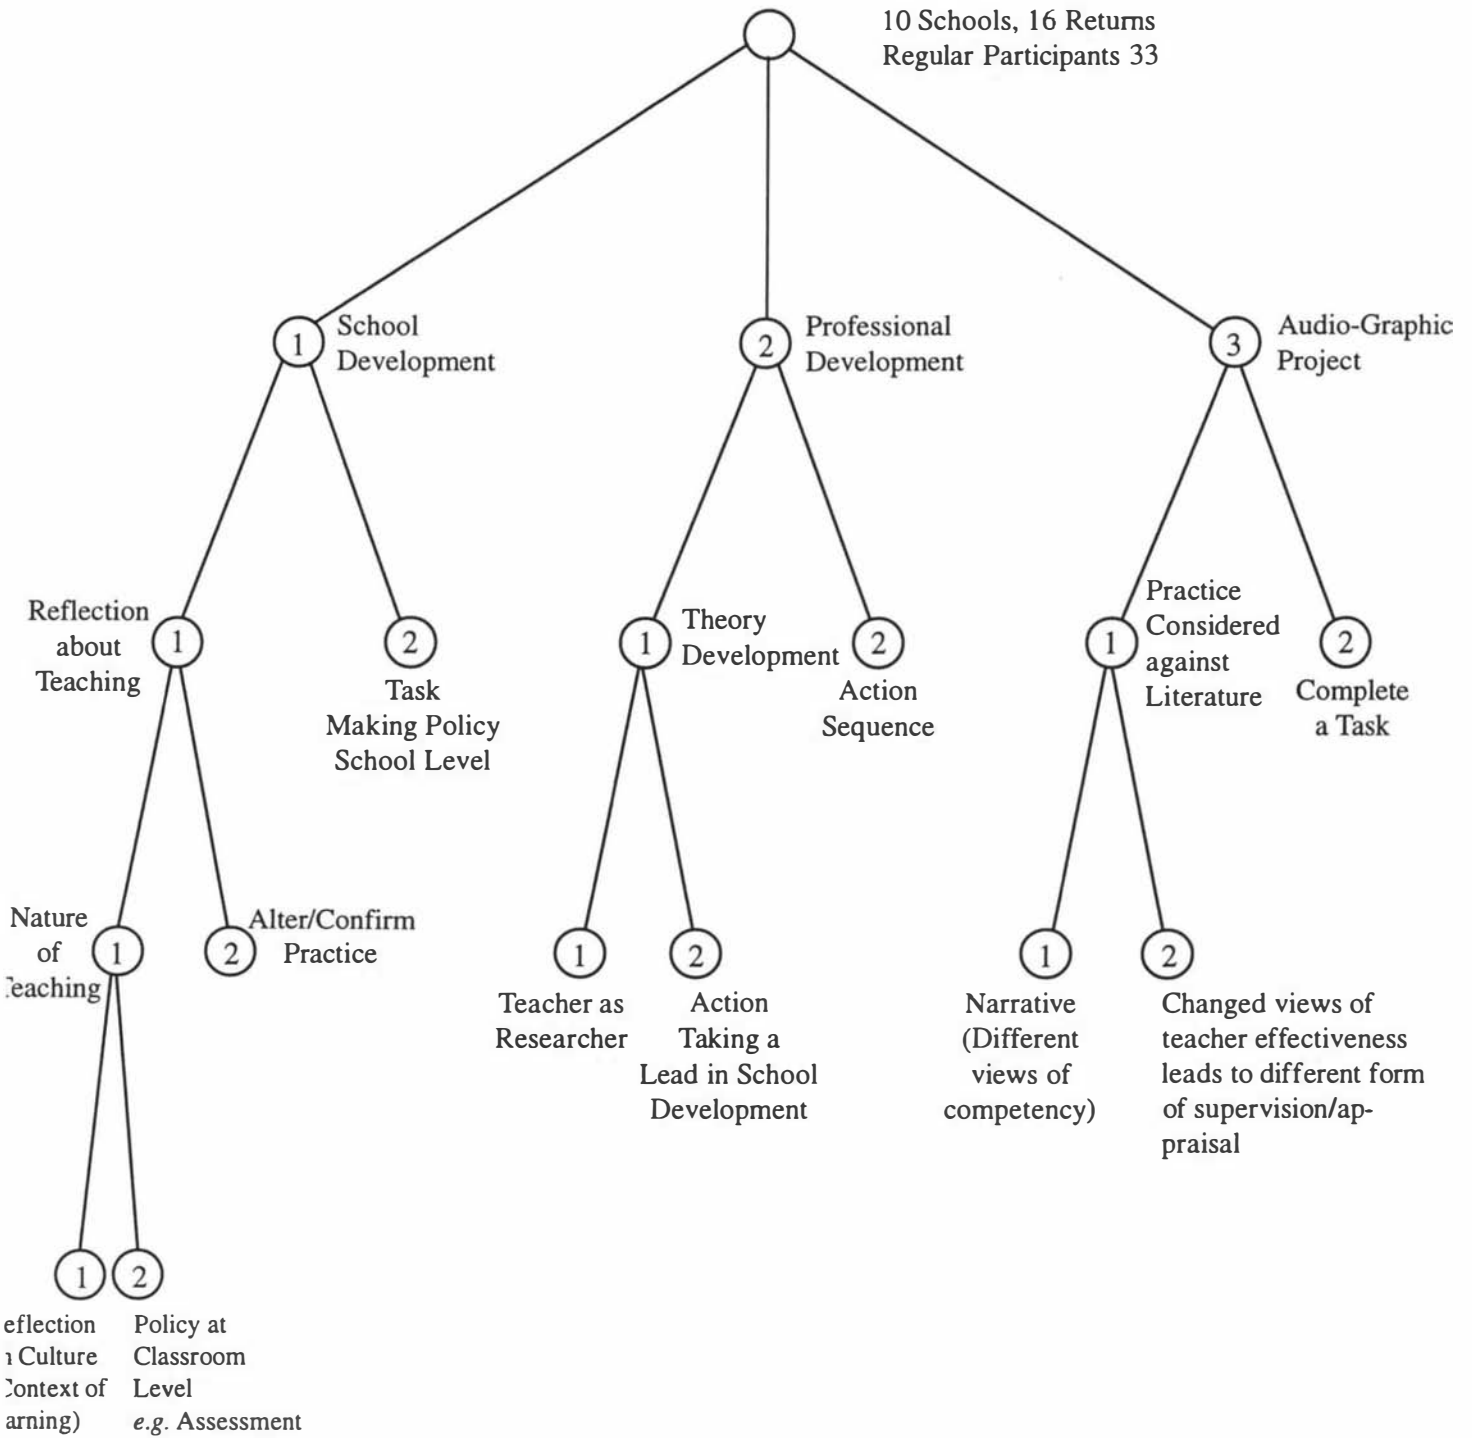 10 Schools, 16 Returns
Regular Participants 33
1
School
Development
2
Professional
Development
3
Audio-Graphic
Project
Reflection
about
Teaching
1
2
Task
Making Policy
School Level
1
Theory
Development
2
Action
Sequence
1
Practice
Considered
against
Literature
2
Complete
a Task
Nature
of
eaching
1
2
Alter/Confirm
Practice
1
Teacher as
Researcher
2
Action
Taking a
Lead in School
Development
1
Narrative
(Different
views of
competency)
2
Changed views of
teacher effectiveness
leads to different form
of supervision/ap-
praisal
1
eflection
Culture
ontext of
arning)
2
Policy at
Classroom
Level
e.g. Assessment